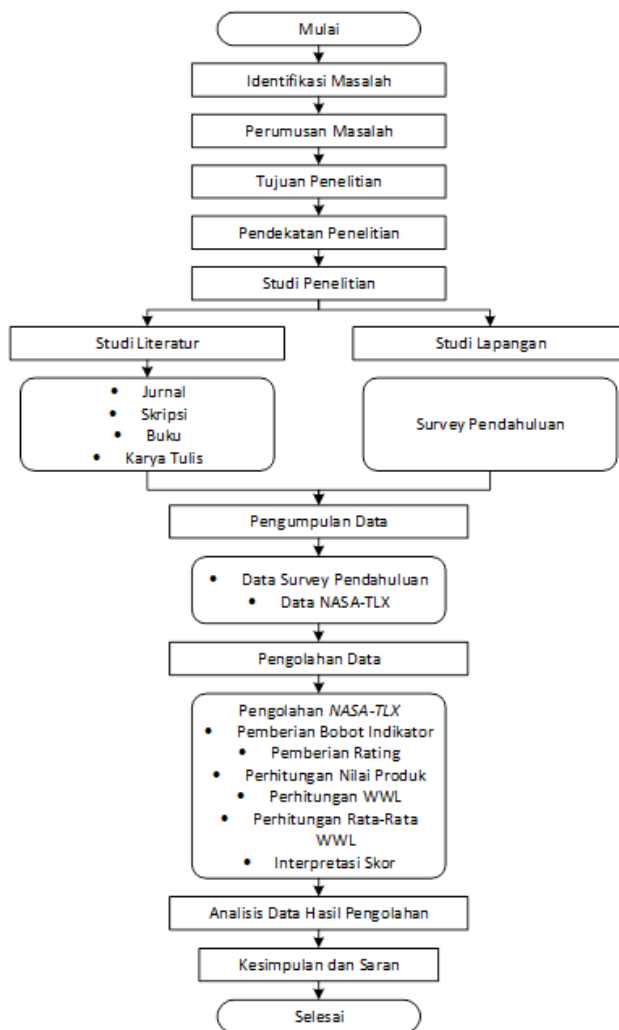 Mulai
Identifikasi Masalah
Perumusan Masalah
Tujuan Penelitian
Pendekatan Penelitian
Studi Penelitian
Studi Literatur
Studi Lapangan
• Jurnal
• Skripsi
• Buku
• Karya Tulis
Survey Pendahuluan
Pengumpulan Data
• Data Survey Pendahuluan
• Data NASA-TLX
Pengolahan Data
Pengolahan NASA-TLX
• Pemberian Bobot Indikator
• Pemberian Rating
• Perhitungan Nilai Produk
• Perhitungan WWL
• Perhitungan Rata-Rata
WWL
• Interpretasi Skor
Analisis Data Hasil Pengolahan
Kesimpulan dan Saran
Selesai